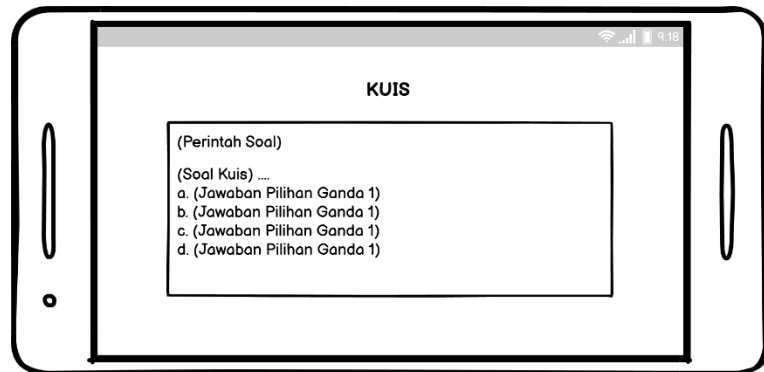 9:18
KUIS
(Perintah Soal)
(Soal Kuis) ....
a. (Jawaban Pilihan Ganda 1)
b. (Jawaban Pilihan Ganda 1)
c. (Jawaban Pilihan Ganda 1)
d. (Jawaban Pilihan Ganda 1)